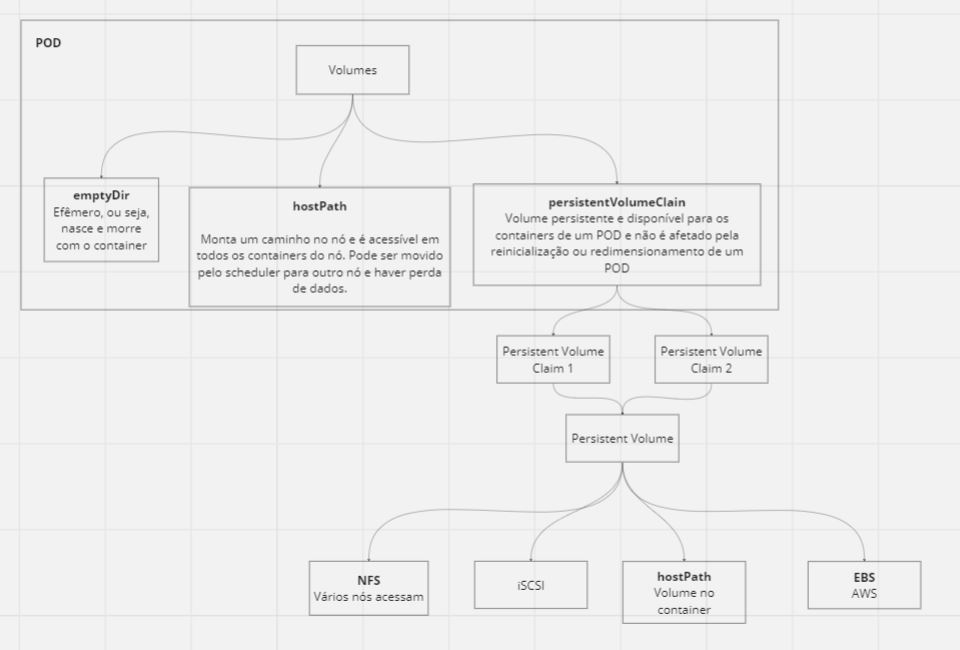 POD
Volumes
emptyDir
Efêmero, ou seja,
nasce e morre
com o container
hostPath
Monta um caminho no nó e é acessível em
todos os containers do nó. Pode ser movido
pelo scheduler para outro nó e haver perda
de dados.
persistentVolumeClain
Volume persistente e disponível para os
containers de um POD e não é afetado pela
reinicialização ou redimensionamento de um
POD
Persistent Volume
Claim 1
Persistent Volume
Claim 2
Persistent Volume
NFS
Vários nós acessam
iSCSI
hostPath
Volume no
container
EBS
AWS